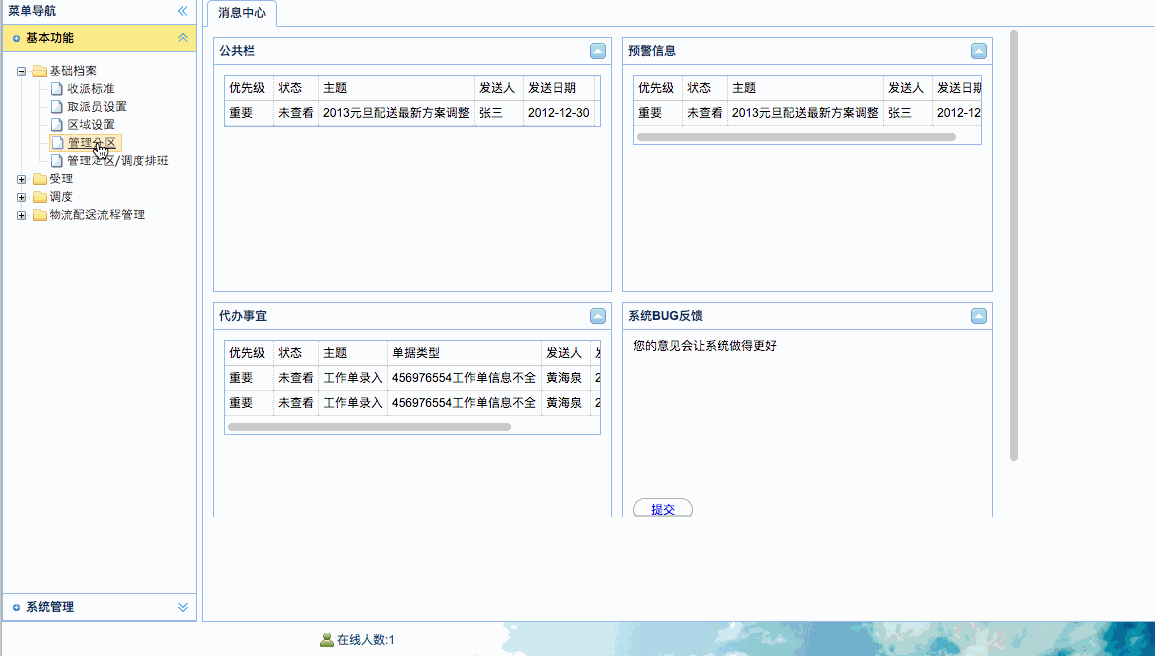 菜单导航
基本功能
基础档案
收派标准
取派员设置
区域设置
管理分区
管理定区/调度排班
受理
调度
物流配送流程管理
系统管理
消息中心
公共栏
优先级 状态 主题 发送人 发送日期
重要 未查看 2013元旦配送最新方案调整 张三 2012-12-30
预警信息
优先级 状态 主题 发送人 发送日期
重要 未查看 2013元旦配送最新方案调整 张三 2012-12
代办事宜
优先级 状态 主题 单据类型 发送人
重要 未查看 工作单录入 456976554工作单信息不全 黄海泉 2
重要 未查看 工作单录入 456976554工作单信息不全 黄海泉 2
系统BUG反馈
您的意见会让系统做得更好
提交
在线人数:1